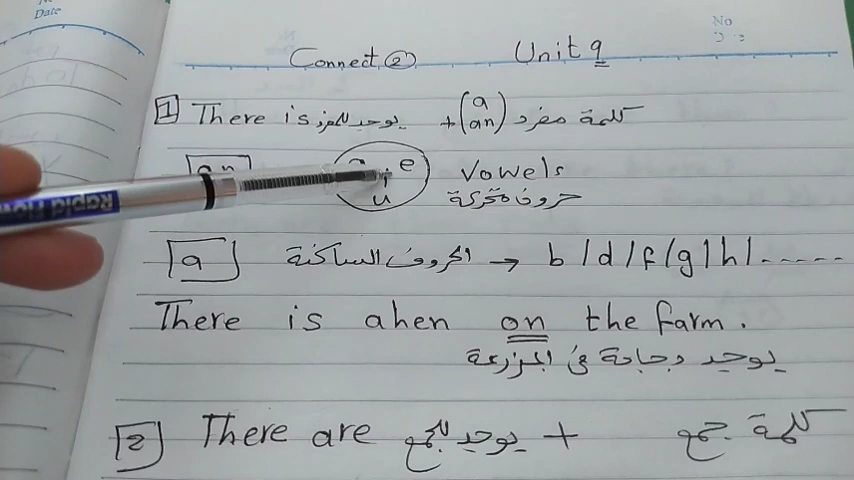 Date
No
Connect ② Unit 9
1 There is يوجد للمفرد + (a an) كلمة مفرد
an e i u Vowels
حروف متحركة
a الحروف الساكنة → b / d / f / g / h / .....
There is a hen on the farm.
يوجد دجاجة في المزرعة
2 There are يوجد للجمع + كلمة جمع
Rapid Flow